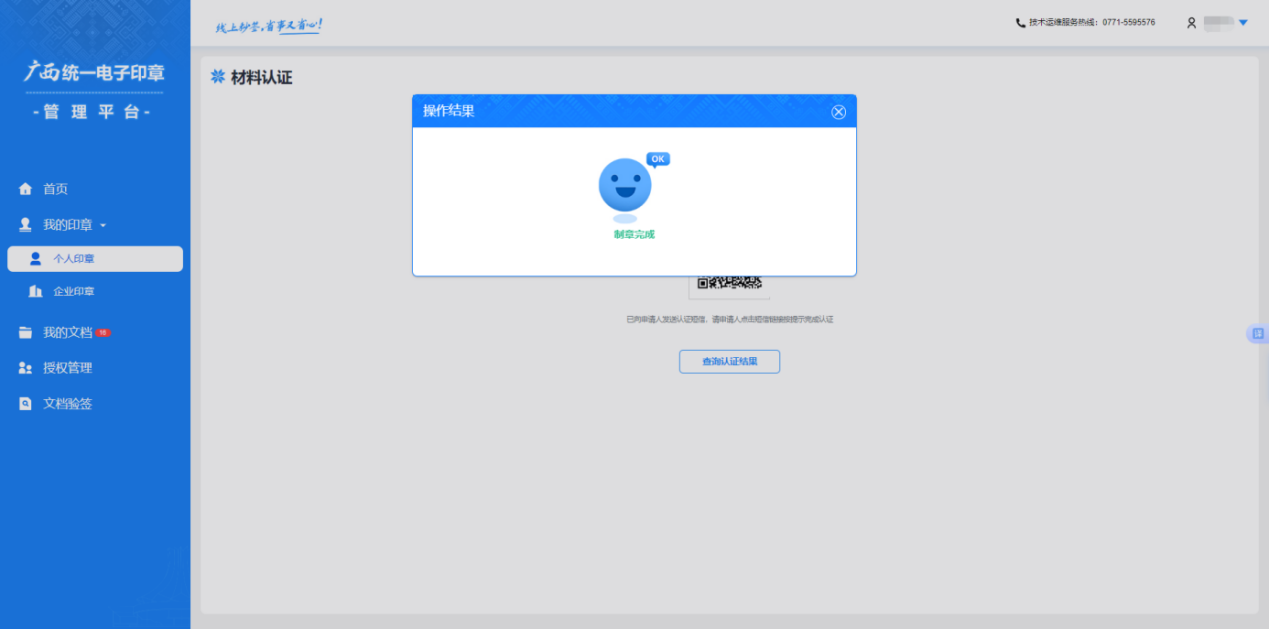 广西统一电子印章
-管理平台-
首页
我的印章
个人印章
企业印章
我的文档
授权管理
文档验签
线上秒签,省事又省心!
技术运维服务热线：0771-5595576
材料认证
操作结果
OK
制章完成
已向申请人发送认证短信，请申请人点击短信链接按提示完成认证
查询认证结果